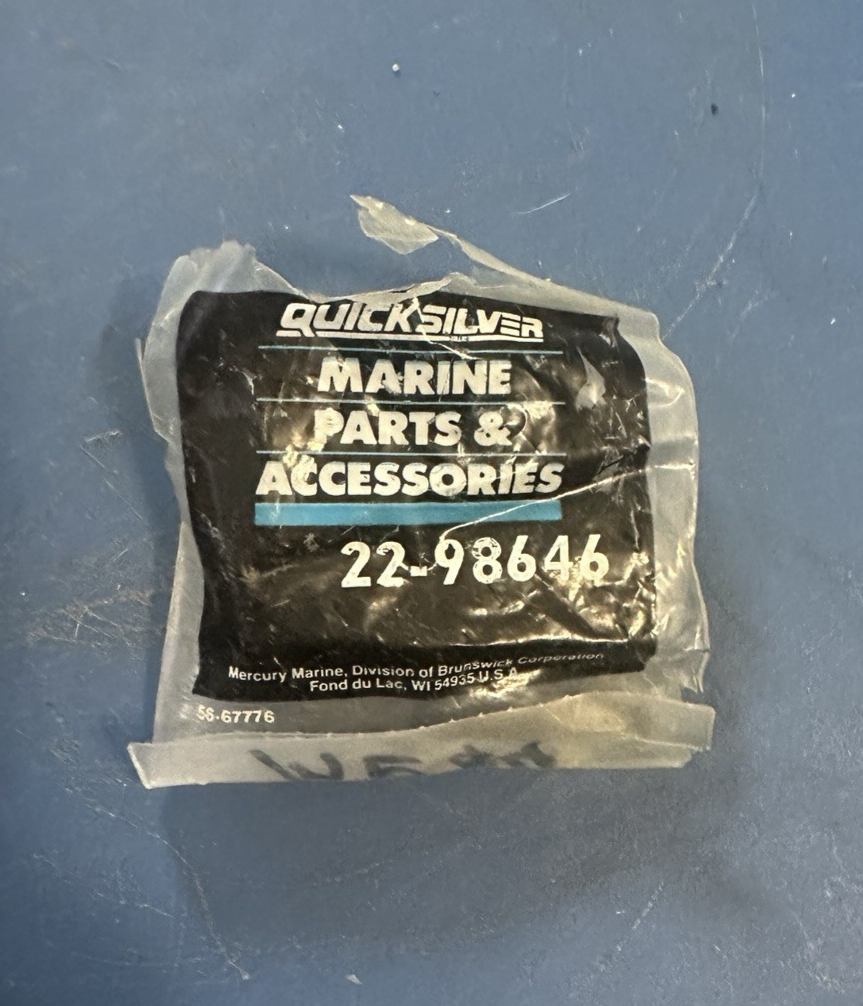 QUICKSILVER
MARINE
PARTS &
ACCESSORIES
22-98646
Mercury Marine, Division of Brunswick Corporation
Fond du Lac, WI 54935 U.S.A.
56-67776